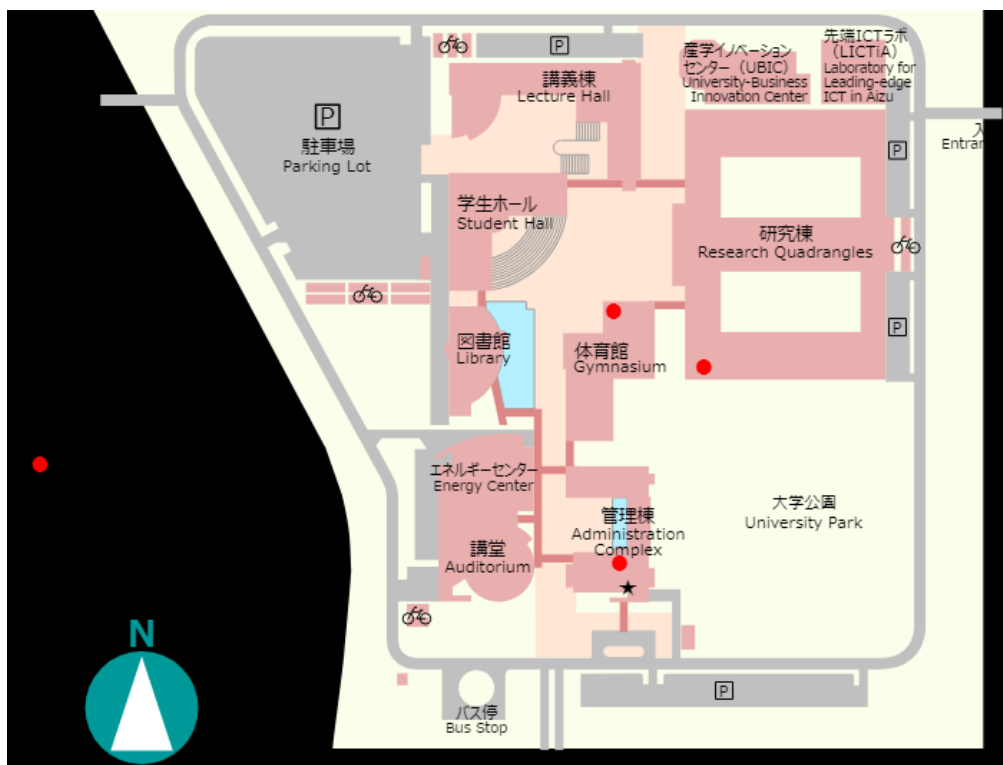 P
講義棟
Lecture Hall
産学イノベーション
センター（UBIC）
University-Business
Innovation Center
先端ICTラボ
（LICTiA）
Laboratory for
Leading-edge
ICT in Aizu
P
駐車場
Parking Lot
P
学生ホール
Student Hall
研究棟
Research Quadrangles
P
図書館
Library
体育館
Gymnasium
エネルギーセンター
Energy Center
管理棟
Administration
Complex
大学公園
University Park
講堂
Auditorium
N
P
バス停
Bus Stop